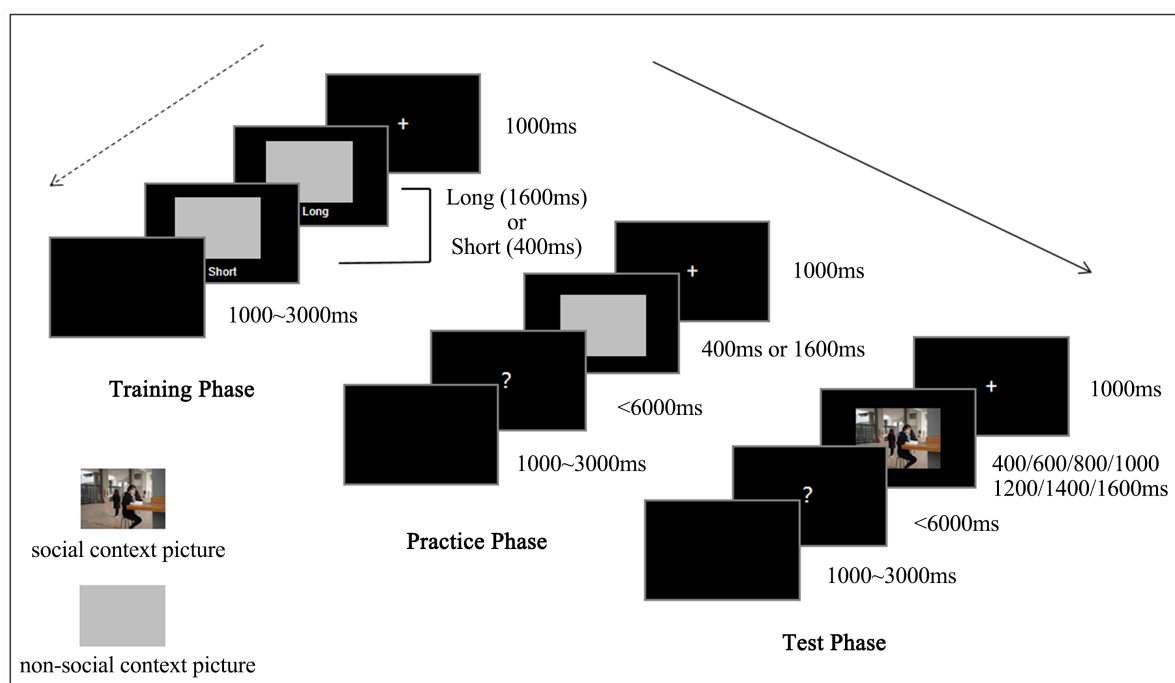 +
1000ms
Long
Long (1600ms)
or
Short (400ms)
Short
1000~3000ms
Training Phase
+
1000ms
400ms or 1600ms
?
<6000ms
1000~3000ms
Practice Phase
+
1000ms
400/600/800/1000
1200/1400/1600ms
?
<6000ms
1000~3000ms
Test Phase
social context picture
non-social context picture